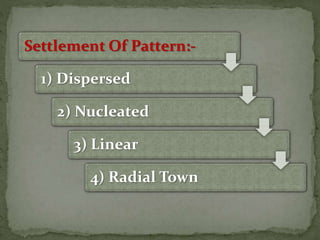 Settlement Of Pattern:-
1) Dispersed
2) Nucleated
3) Linear
4) Radial Town